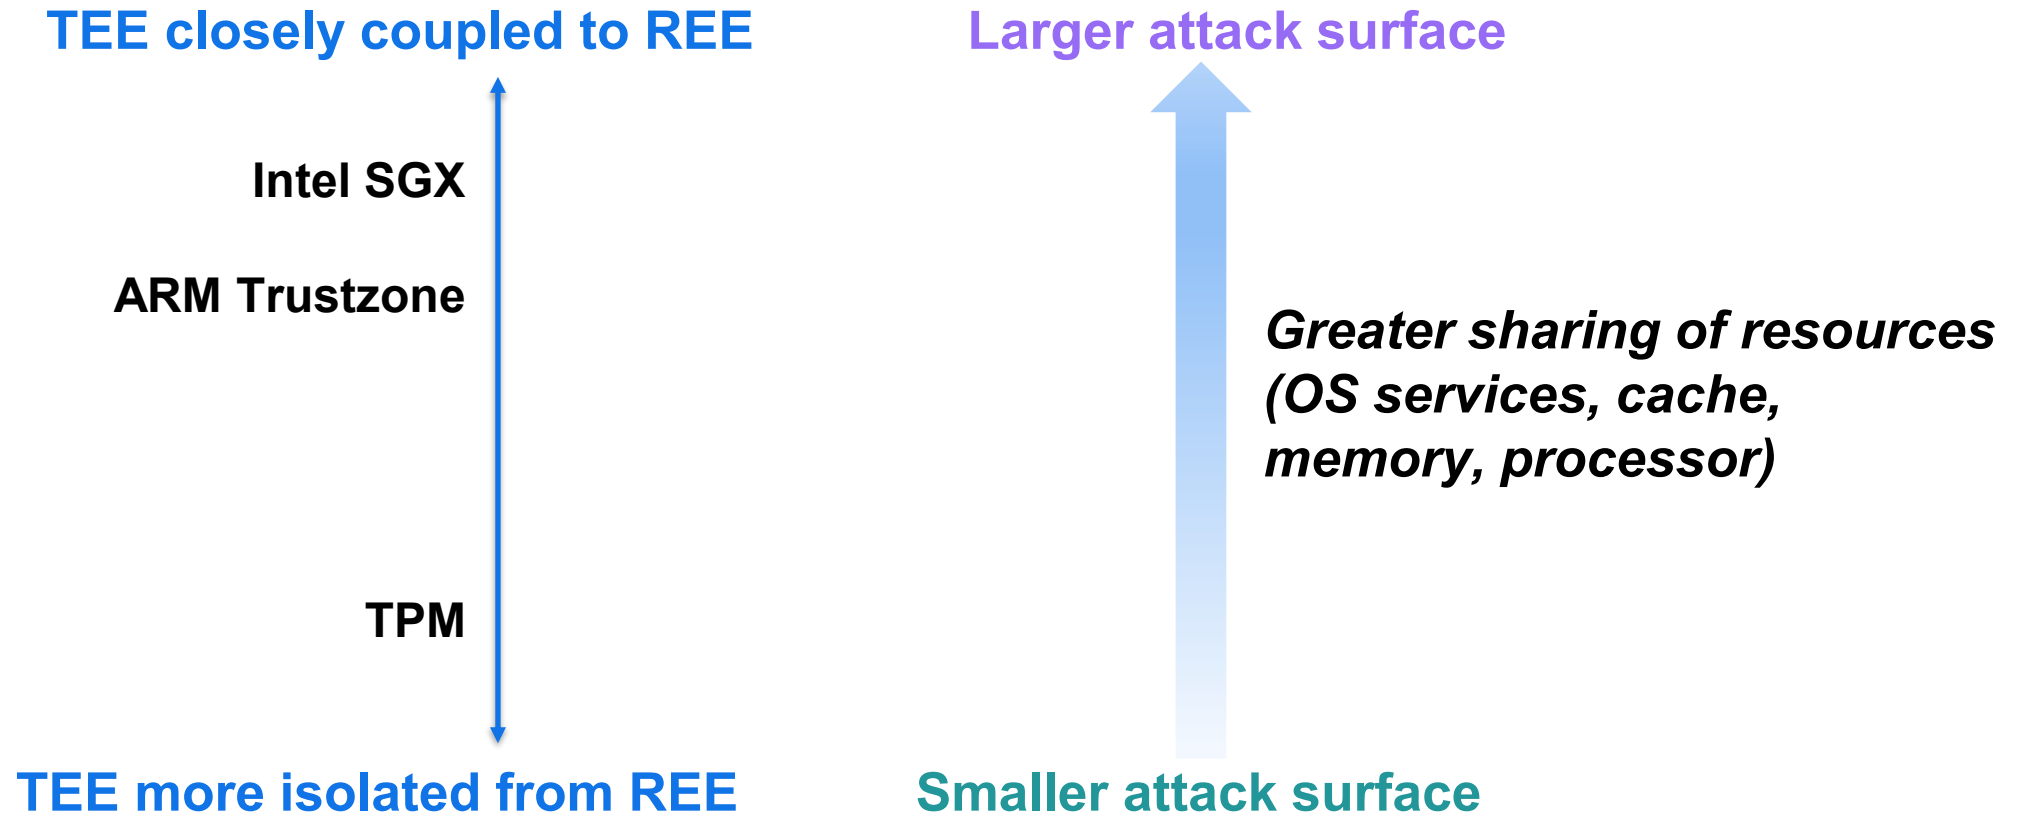 TEE closely coupled to REE
Larger attack surface
Intel SGX
ARM Trustzone
Greater sharing of resources
(OS services, cache,
memory, processor)
TPM
TEE more isolated from REE
Smaller attack surface